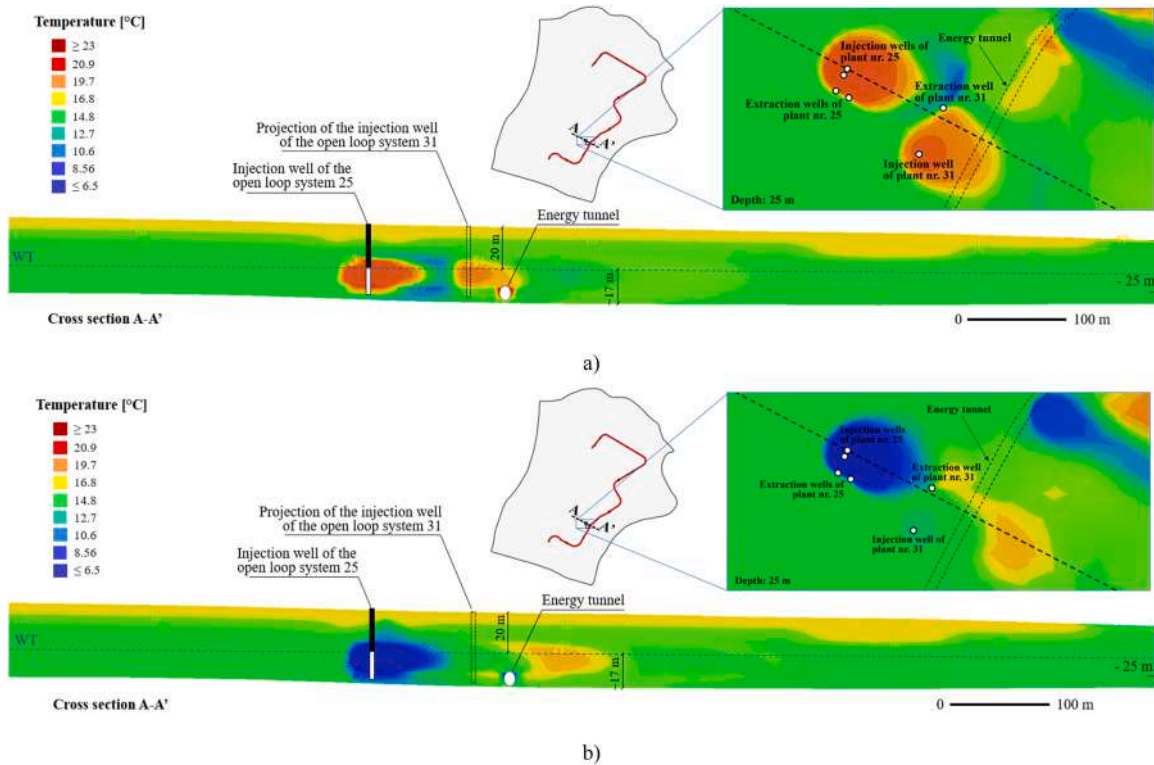 Temperature [°C]
≥ 23
20.9
19.7
16.8
14.8
12.7
10.6
8.56
≤ 6.5
Projection of the injection well
of the open loop system 31
Injection well of the
open loop system 25
Energy tunnel
A
A'
Injection wells of
plant nr. 25
Energy tunnel
Extraction well of
plant nr. 31
Extraction wells of
plant nr. 25
Injection well of
plant nr. 31
Depth: 25 m
WT
20 m
~17 m
- 25 m
Cross section A-A'
0 100 m
a)
Temperature [°C]
≥ 23
20.9
19.7
16.8
14.8
12.7
10.6
8.56
≤ 6.5
Projection of the injection well
of the open loop system 31
Injection well of the
open loop system 25
Energy tunnel
A
A'
Energy tunnel
Injection wells
of plant nr. 25
Extraction well of
plant nr. 31
Extraction wells of
plant nr. 25
Injection well of
plant nr. 31
Depth: 25 m
WT
20 m
~17 m
- 25 m
Cross section A-A'
0 100 m
b)